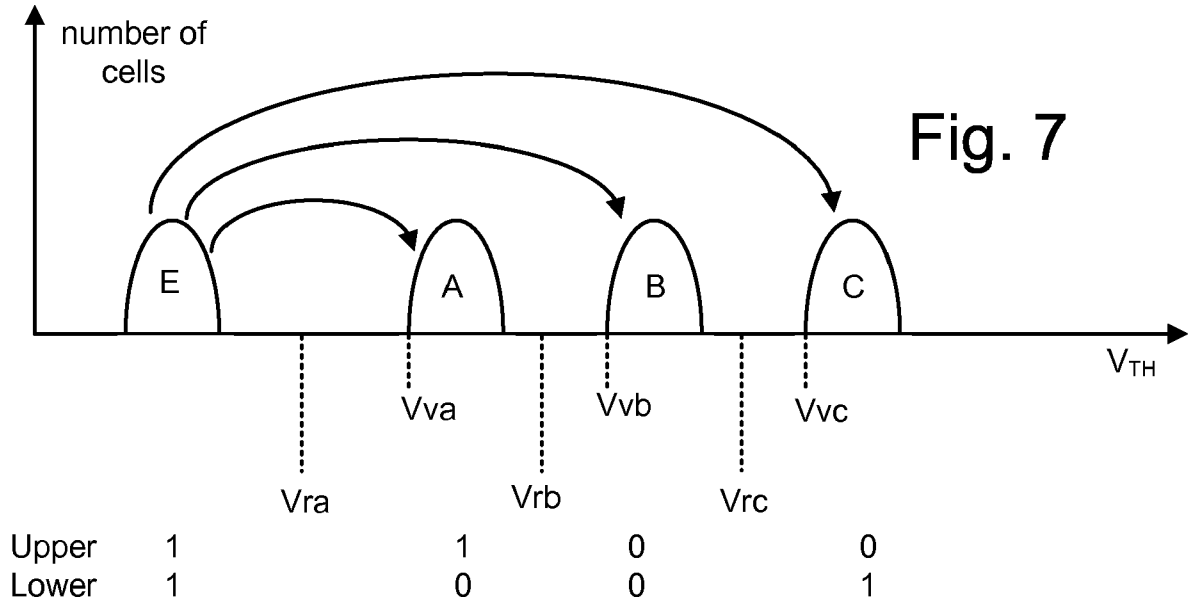 number of
cells
Fig. 7
E
A
B
C
V_TH
Vva
Vvb
Vvc
Vra
Vrb
Vrc
Upper 1 1 0 0
Lower 1 0 0 1